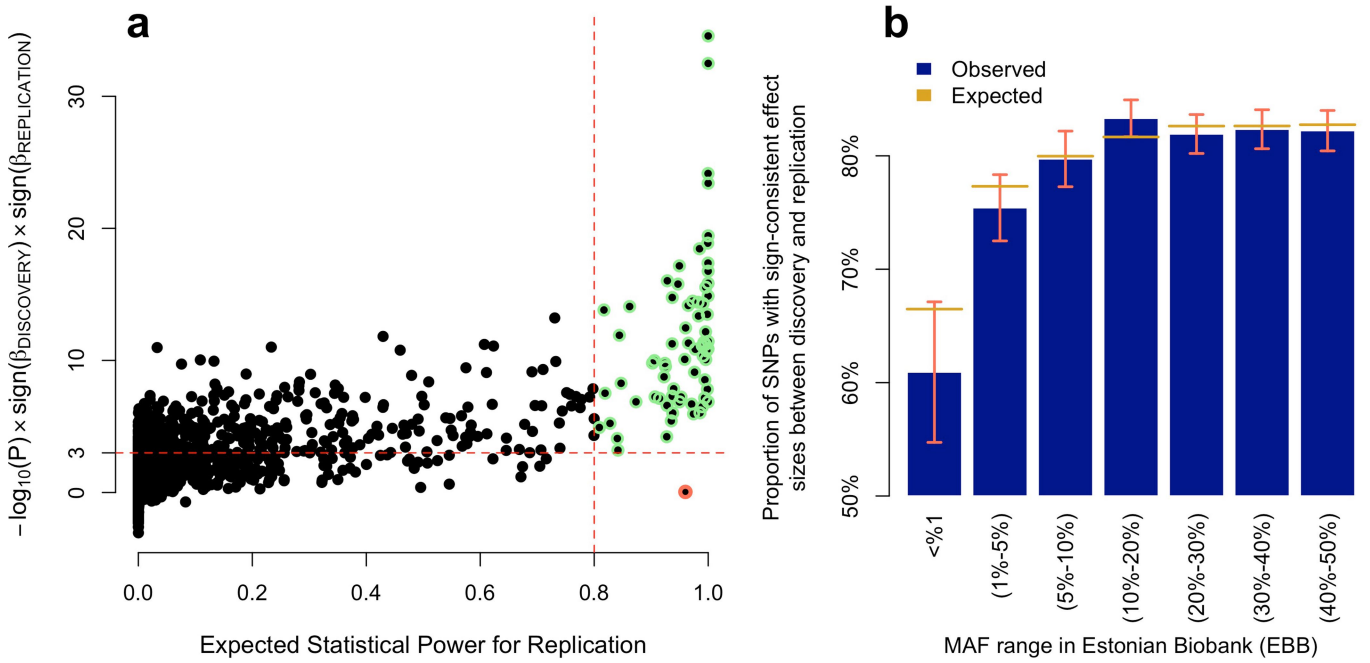 a
−log10(P) × sign(βDISCOVERY) × sign(βREPLICATION)
30
20
10
3
0
0.0 0.2 0.4 0.6 0.8 1.0
Expected Statistical Power for Replication
b
Observed
Expected
Proportion of SNPs with sign-consistent effect
sizes between discovery and replication
80%
70%
60%
50%
<%1
(1%-5%)
(5%-10%)
(10%-20%)
(20%-30%)
(30%-40%)
(40%-50%)
MAF range in Estonian Biobank (EBB)